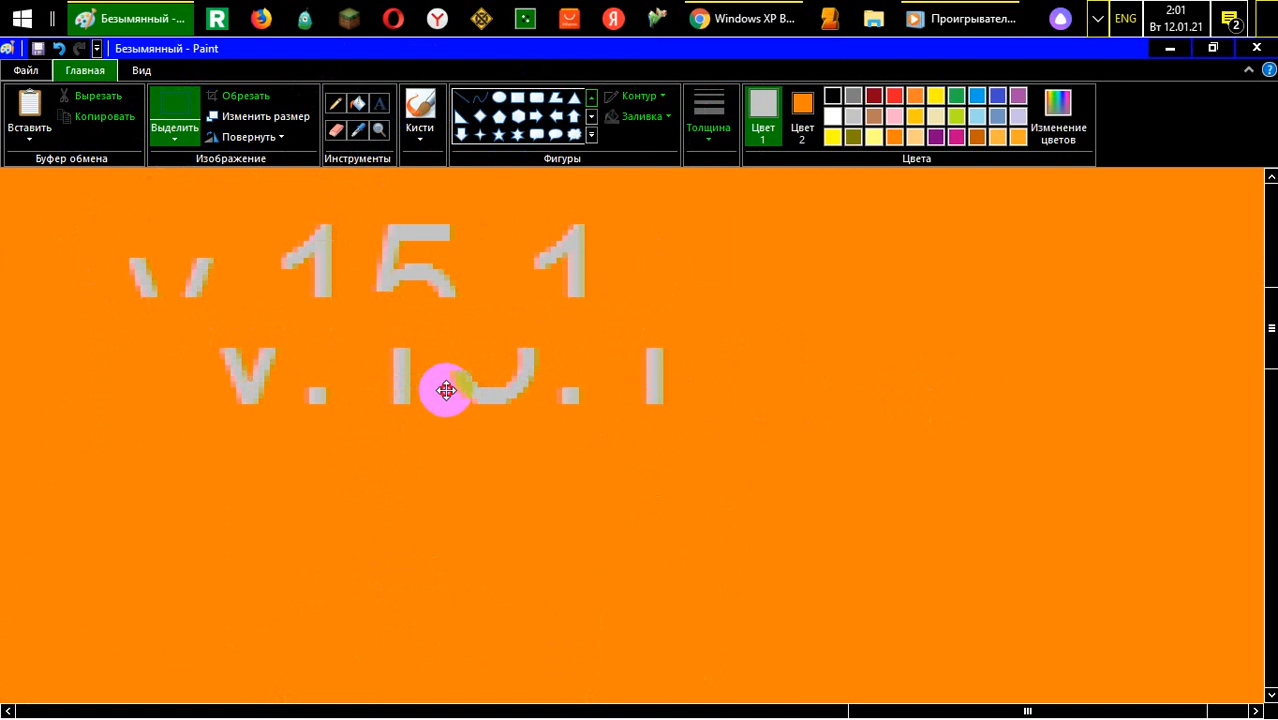 Безымянный -...
Windows XP B...
Проигрывател...
ENG
2:01
Вт 12.01.21
2
Безымянный - Paint
Файл
Главная
Вид
Вставить
Вырезать
Копировать
Буфер обмена
Выделить
Обрезать
Изменить размер
Повернуть
Изображение
Инструменты
Кисти
Фигуры
Контур
Заливка
Толщина
Цвет 1
Цвет 2
Изменение цветов
Цвета
v.15.1